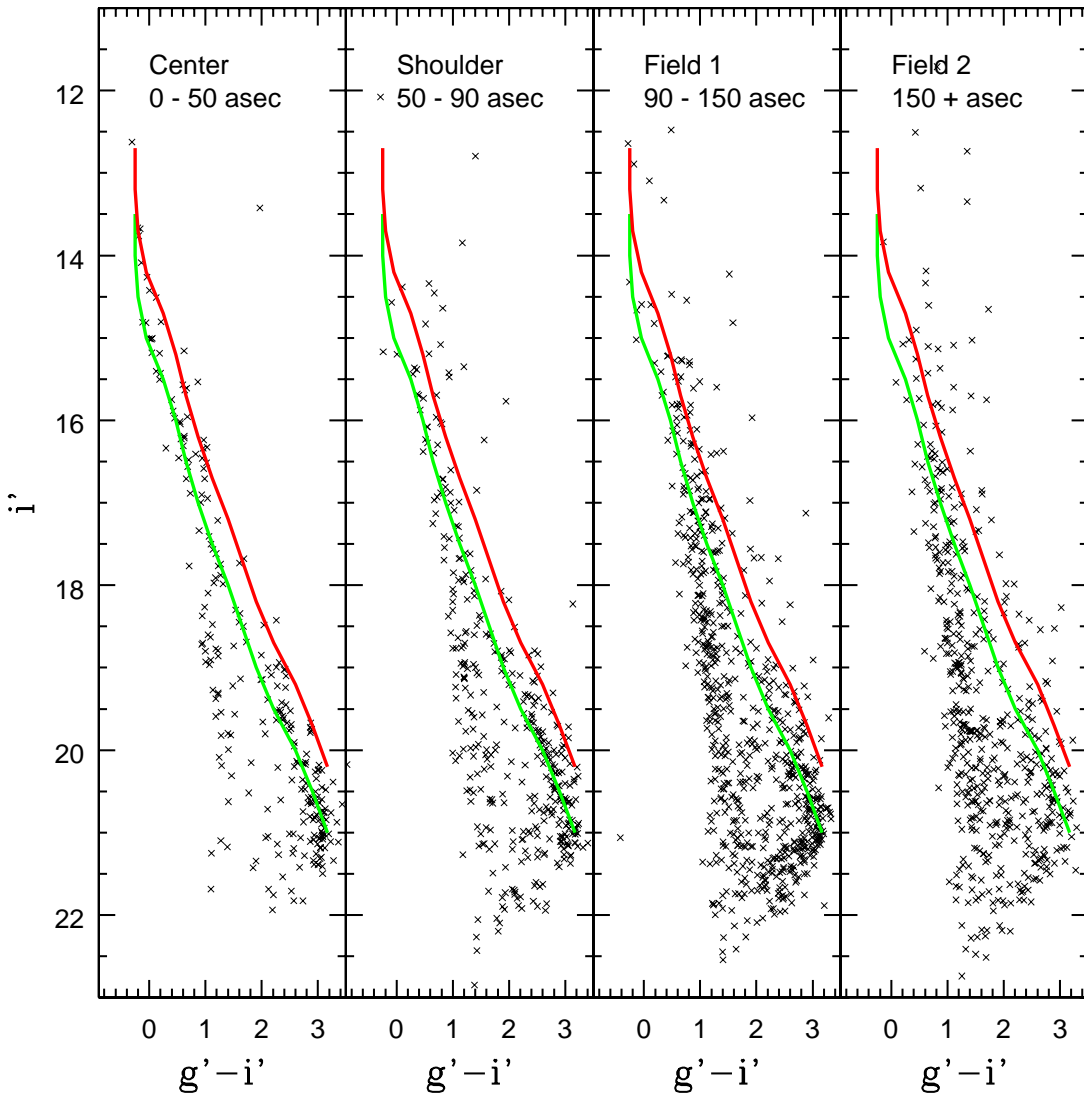 Center
0 - 50 asec
Shoulder
50 - 90 asec
Field 1
90 - 150 asec
Field 2
150 + asec
12
14
16
18
20
22
i'
0 1 2 3
0 1 2 3
0 1 2 3
0 1 2 3
g'-i'
g'-i'
g'-i'
g'-i'